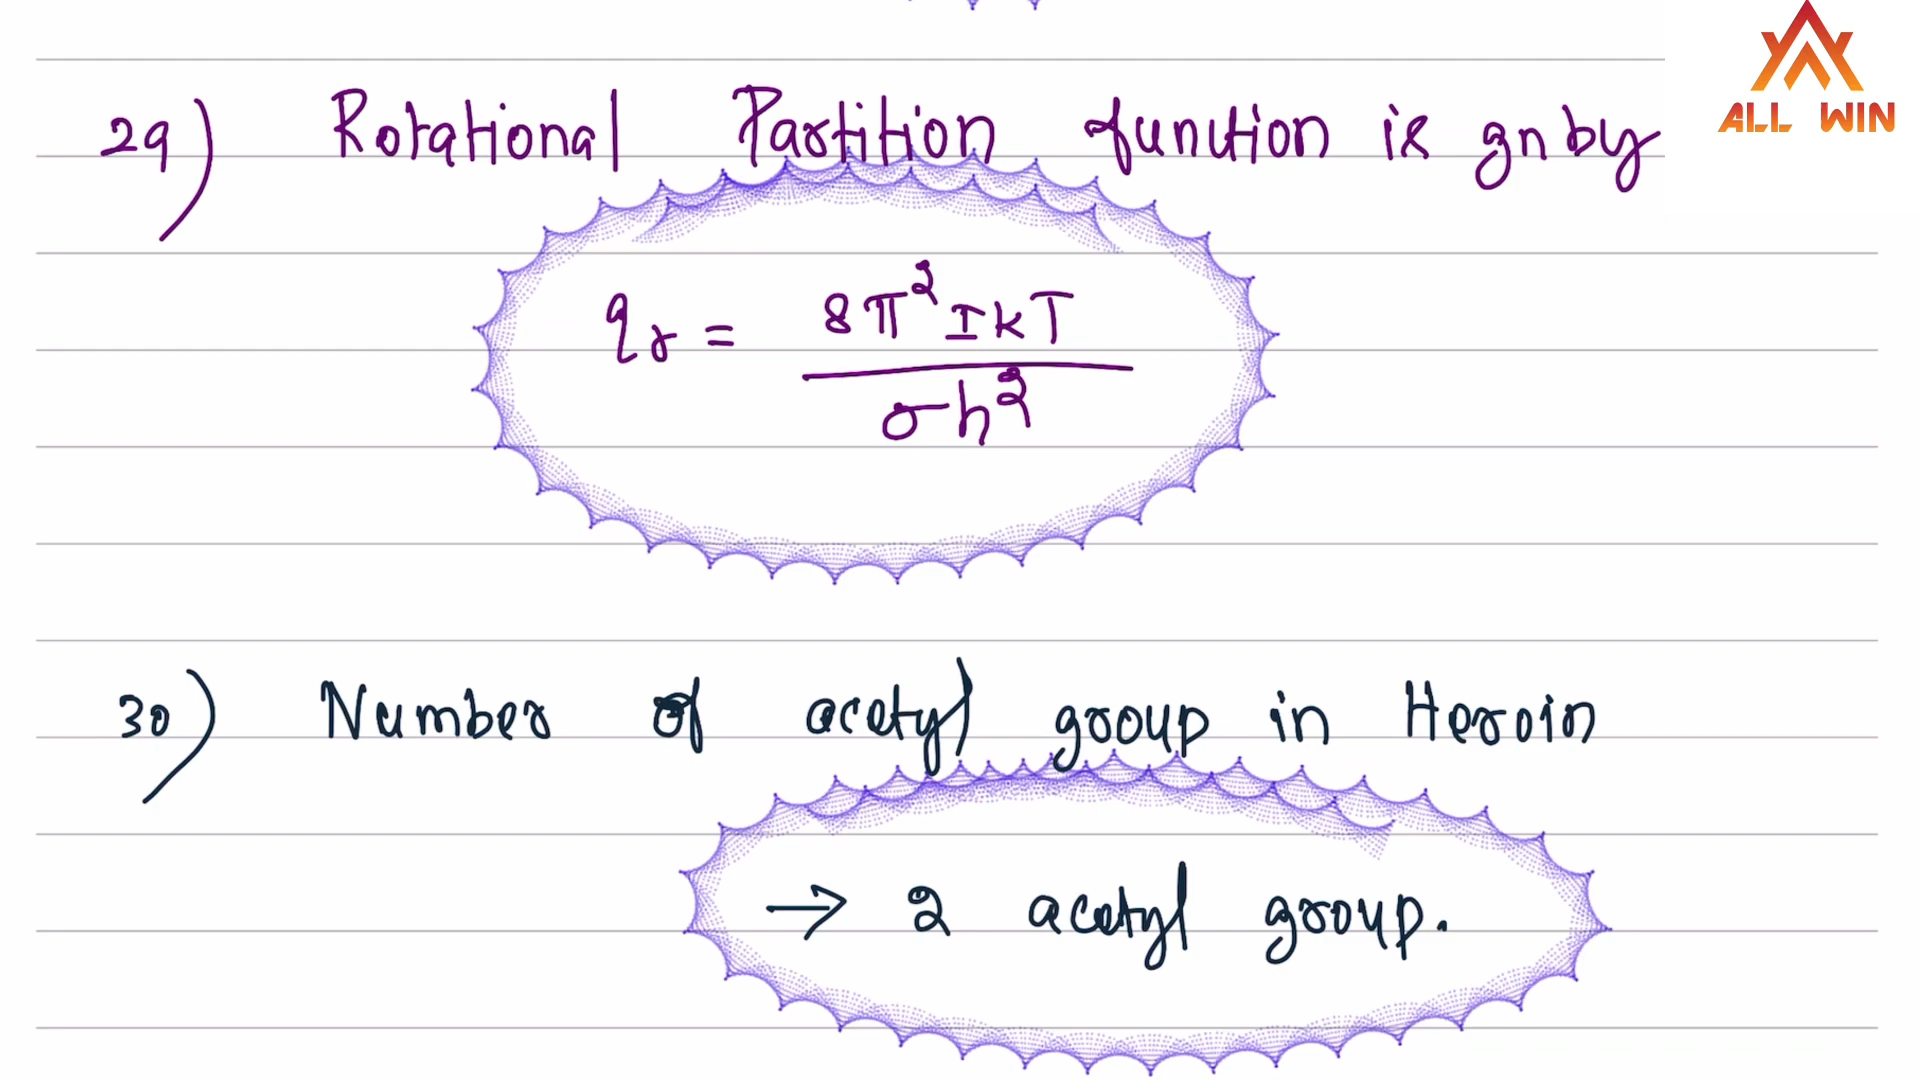 ALL WIN
29) Rotational Partition function is gn by
qr = 8π²IkT / σh²
30) Number of acetyl group in Heroin
→ 2 acetyl group.